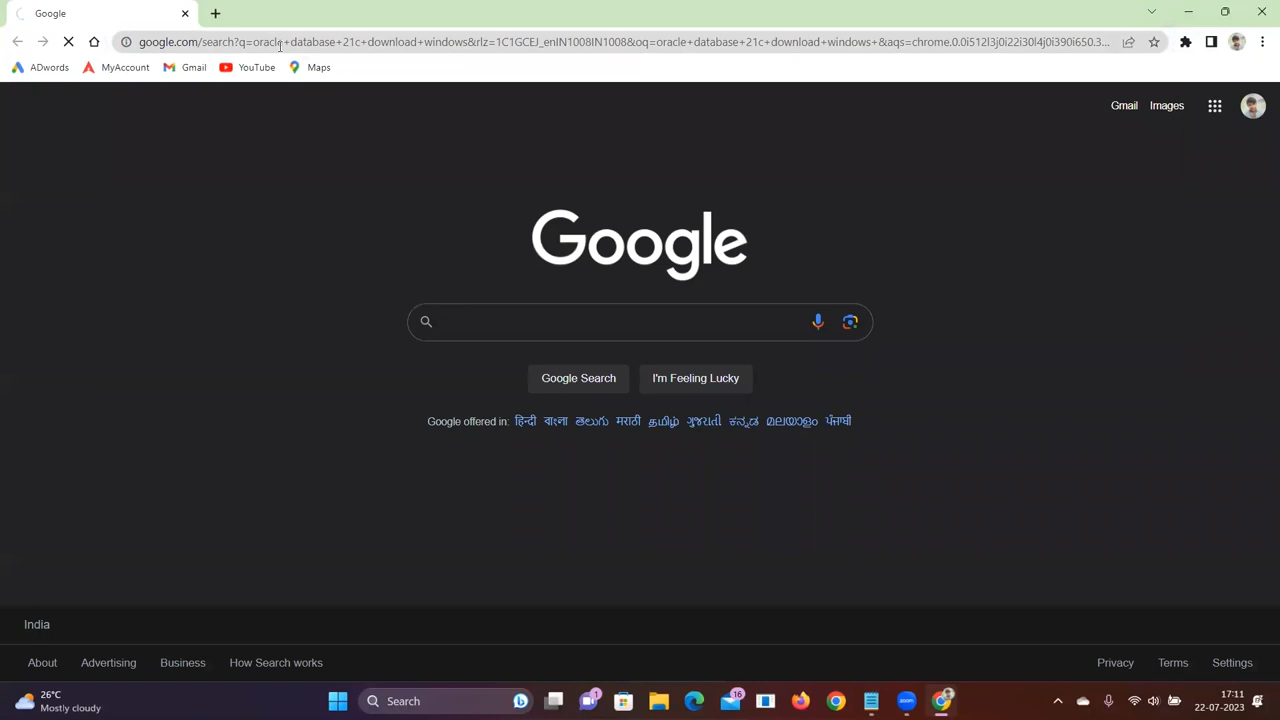 Google
google.com/search?q=oracle+database+21c+download+windows&rlz=1C1GCEJ_enIN1008IN1008&oq=oracle+database+21c+download+windows+&aqs=chrome.0.0i512l3j0i22i30l4j0i390i650.3...
ADwords MyAccount Gmail YouTube Maps
Gmail Images
Google
Google Search I'm Feeling Lucky
Google offered in: हिन्दी বাংলা తెలుగు मराठी தமிழ் ગુજરાતી ಕನ್ನಡ മലയാളം ਪੰਜਾਬੀ
India
About Advertising Business How Search works Privacy Terms Settings
26°C
Mostly cloudy
Search
1
16
zoom
17:11
22-07-2023